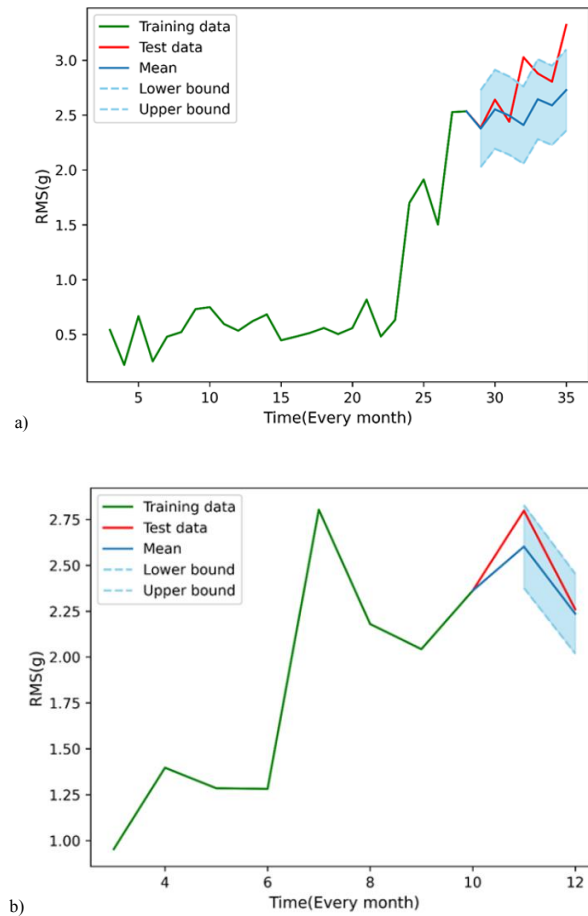 Training data
Test data
Mean
Lower bound
Upper bound
3.0
2.5
2.0
1.5
1.0
0.5
RMS(g)
5 10 15 20 25 30 35
Time(Every month)
a)
Training data
Test data
Mean
Lower bound
Upper bound
2.75
2.50
2.25
2.00
1.75
1.50
1.25
1.00
RMS(g)
4 6 8 10 12
Time(Every month)
b)